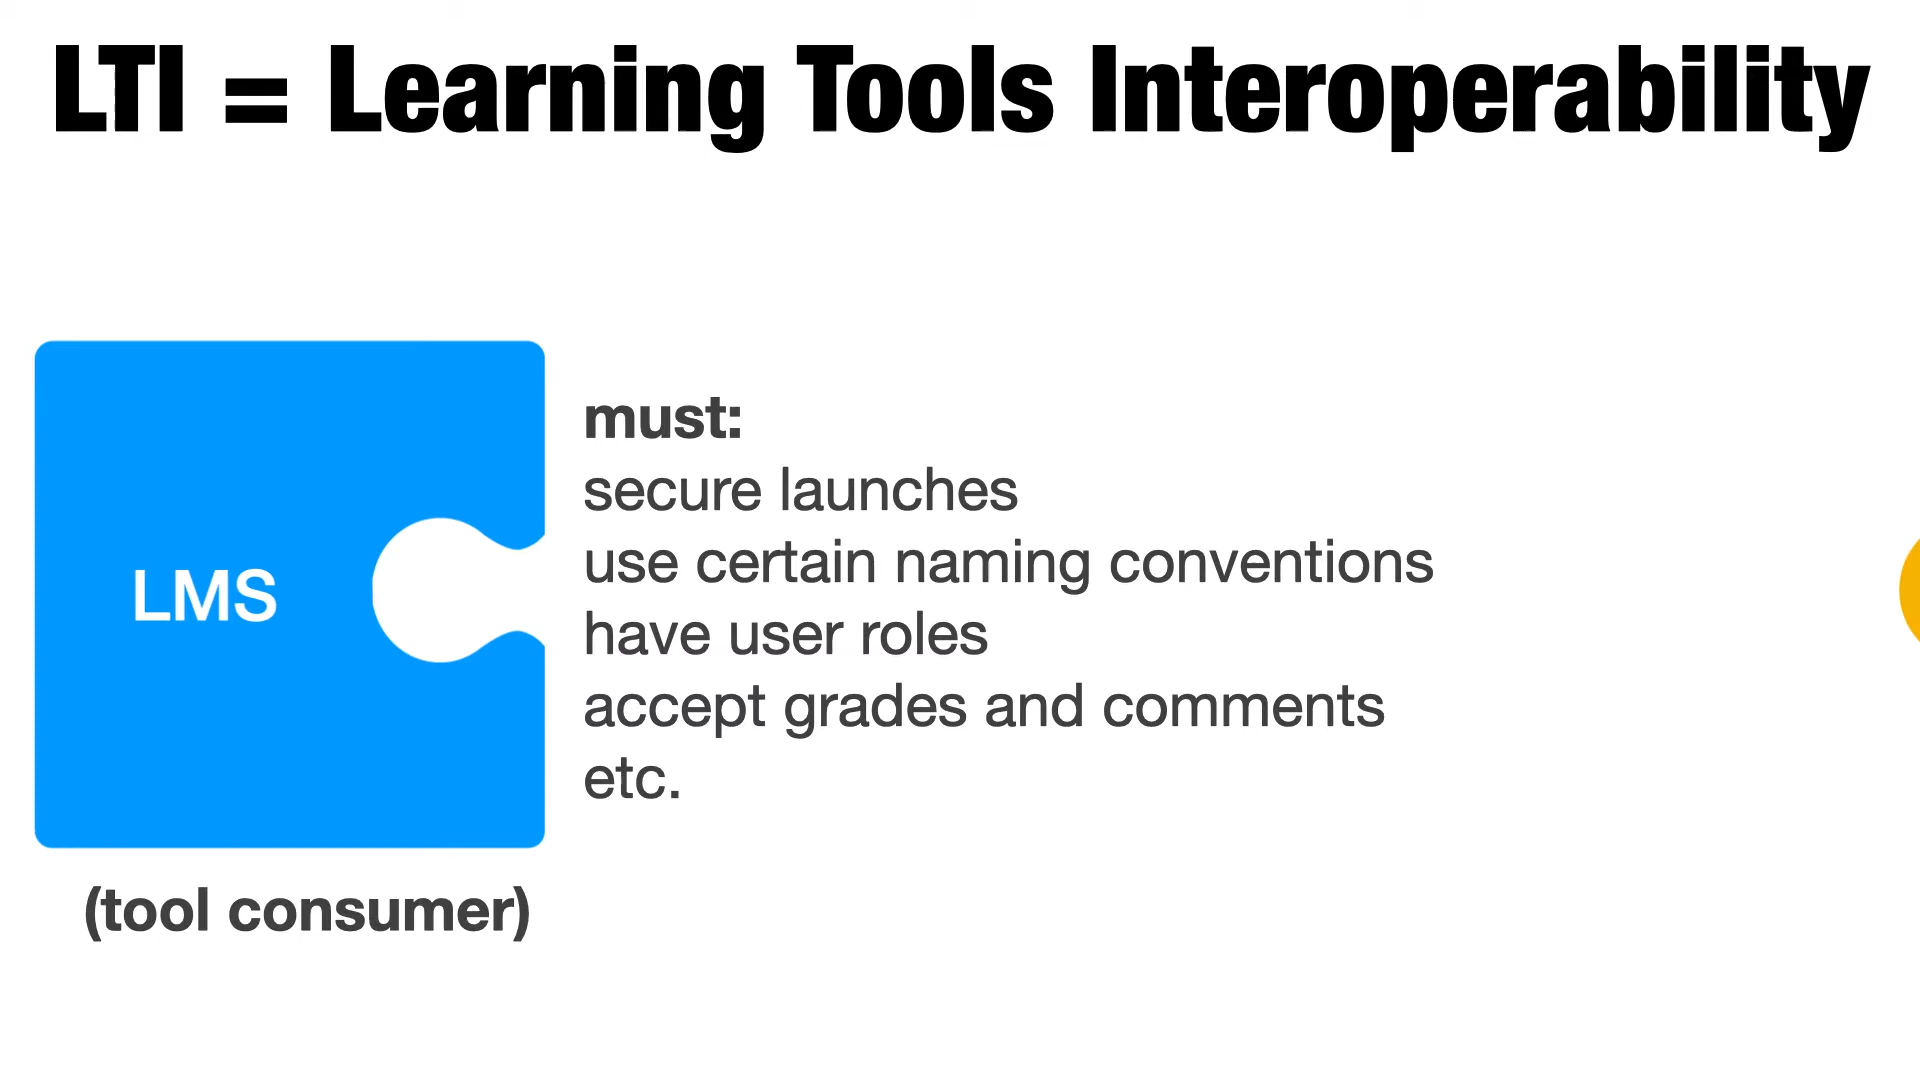 LTI = Learning Tools Interoperability
LMS
must:
secure launches
use certain naming conventions
have user roles
accept grades and comments
etc.
(tool consumer)